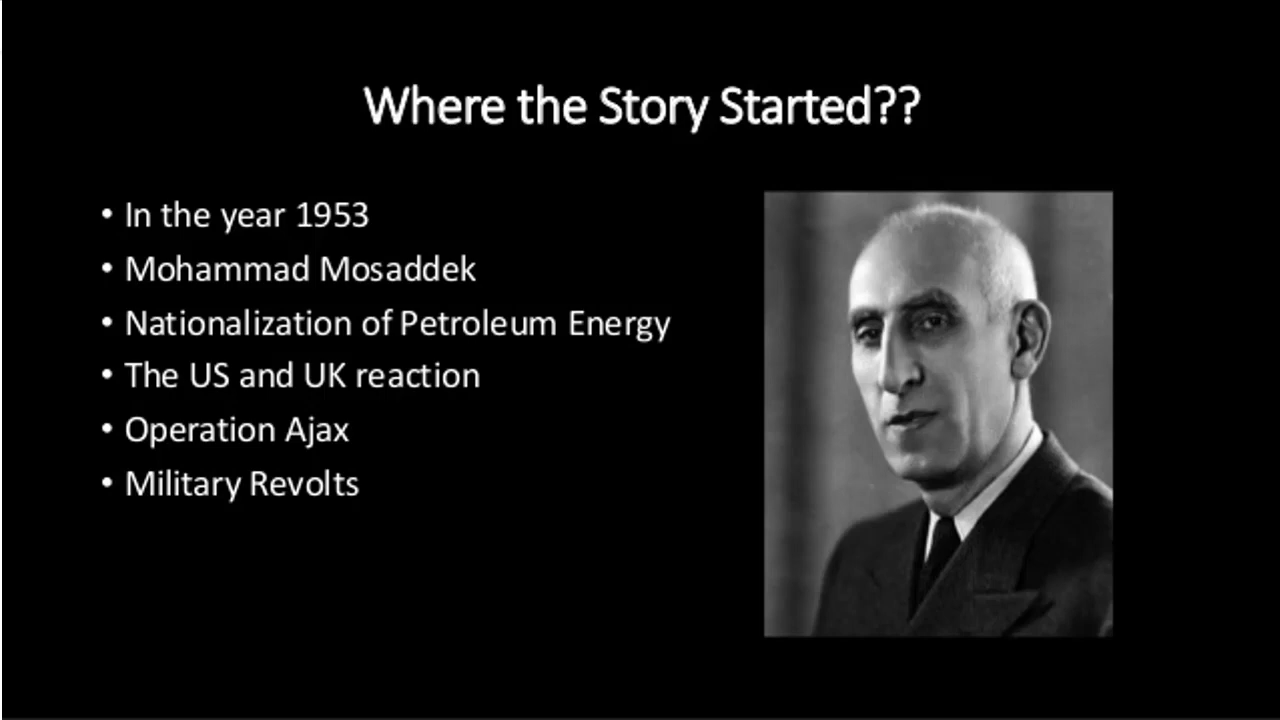 Where the Story Started??
• In the year 1953
• Mohammad Mosaddek
• Nationalization of Petroleum Energy
• The US and UK reaction
• Operation Ajax
• Military Revolts